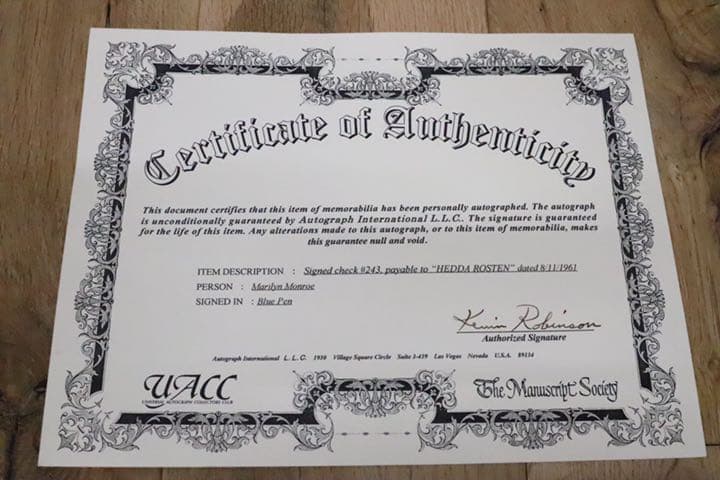 Certificate of Authenticity
This document certifies that this item of memorabilia has been personally autographed. The autograph
is unconditionally guaranteed by Autograph International L.L.C.. The signature is guaranteed
for the life of this item. Any alterations made to this autograph, or to this item of memorabilia, makes
this guarantee null and void.
ITEM DESCRIPTION : Signed check #243, payable to "HEDDA ROSTEN" dated 8/11/1961
PERSON : Marilyn Monroe
SIGNED IN : Blue Pen
Kevin Robinson
Authorized Signature
Autograph International L. L. C. 1930 Village Square Circle Suite 3-459 Las Vegas Nevada U.S.A. 89134
UACC
UNIVERSAL AUTOGRAPH COLLECTORS CLUB
The Manuscript Society